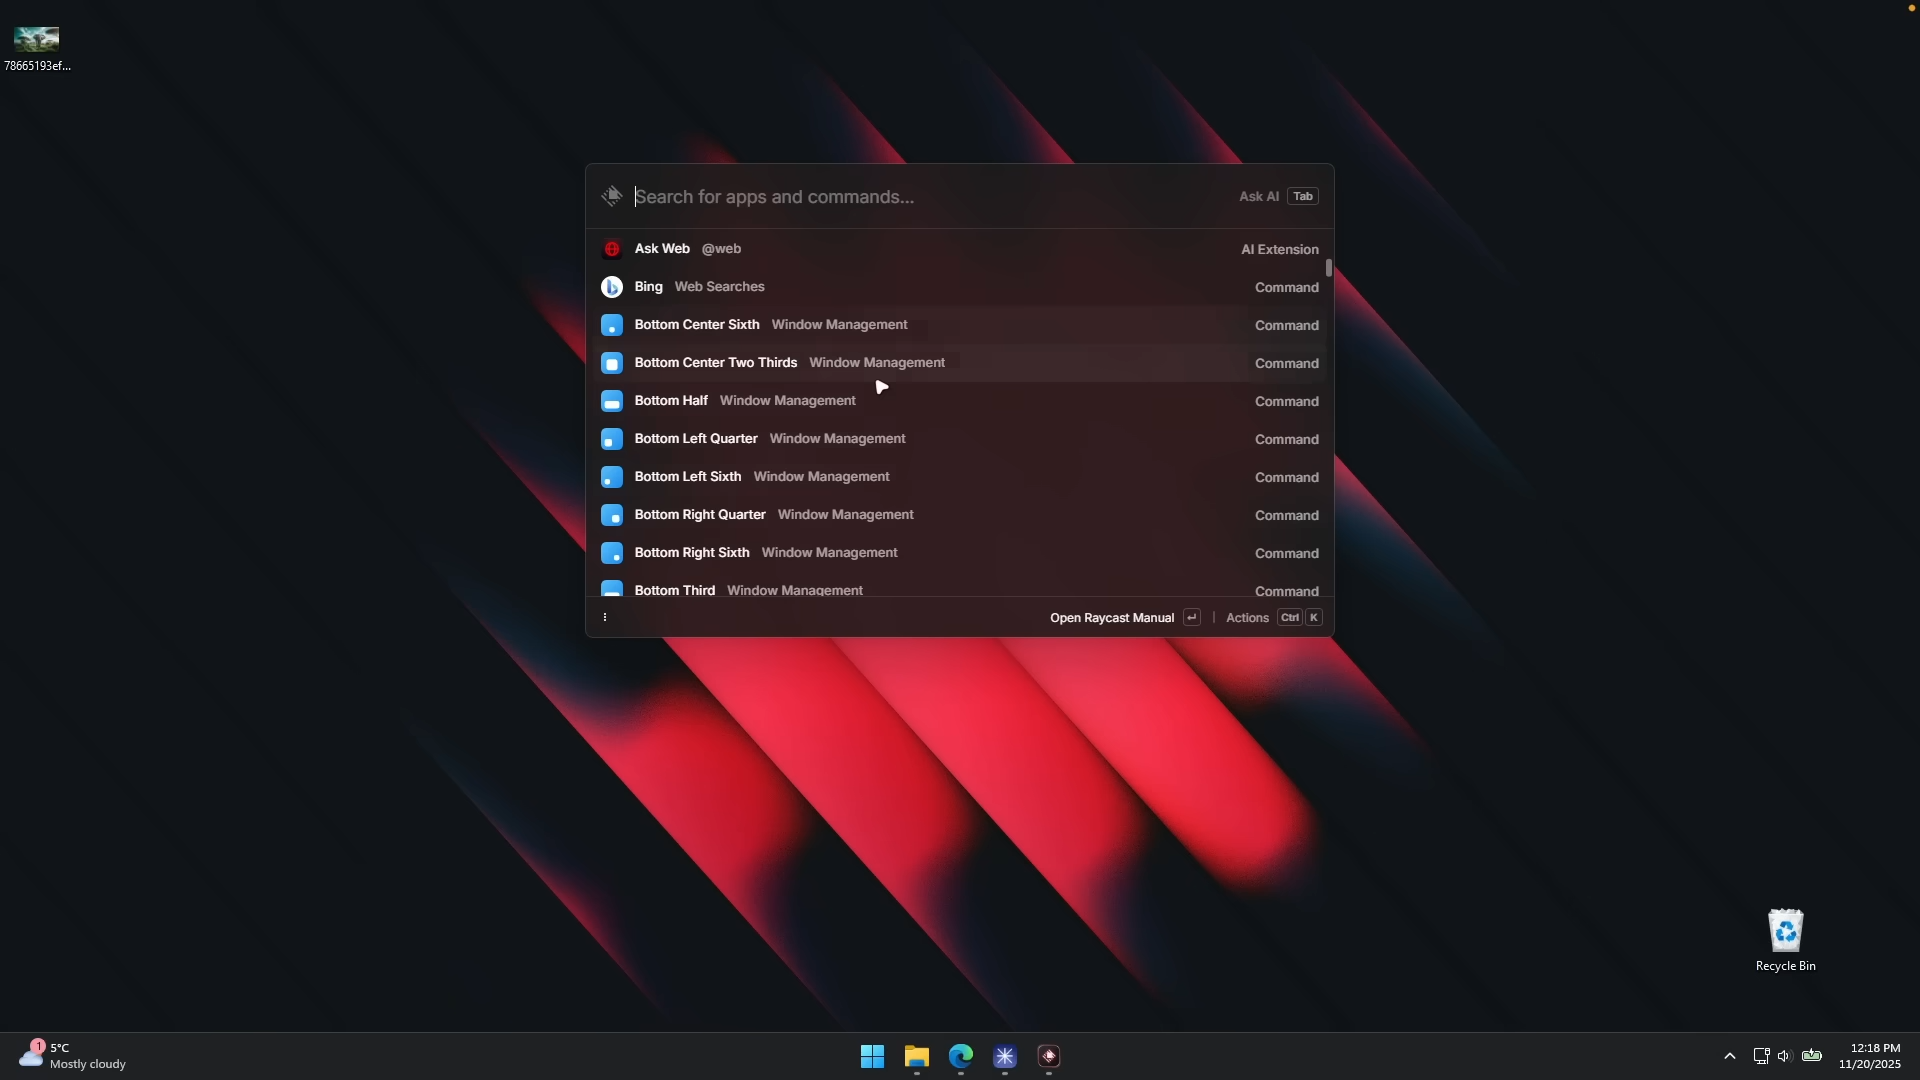 78665193ef...
Search for apps and commands...
Ask AI Tab
Ask Web @web AI Extension
Bing Web Searches Command
Bottom Center Sixth Window Management Command
Bottom Center Two Thirds Window Management Command
Bottom Half Window Management Command
Bottom Left Quarter Window Management Command
Bottom Left Sixth Window Management Command
Bottom Right Quarter Window Management Command
Bottom Right Sixth Window Management Command
Bottom Third Window Management Command
Open Raycast Manual | Actions Ctrl K
Recycle Bin
1
5°C
Mostly cloudy
12:18 PM
11/20/2025